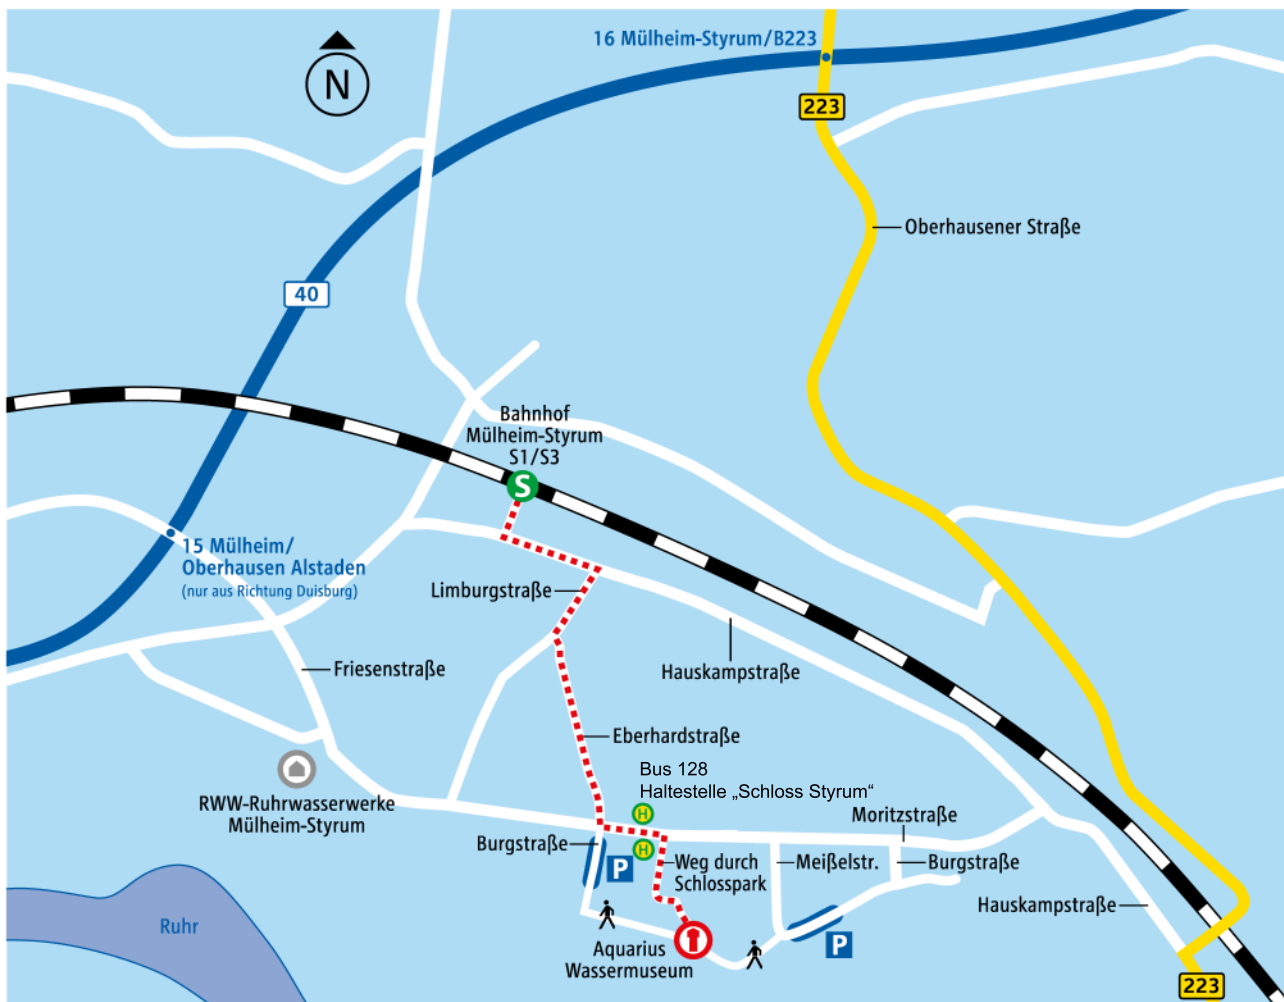 16 Mülheim-Styrum/B223
N
223
Oberhausener Straße
40
Bahnhof
Mülheim-Styrum
S1/S3
S
15 Mülheim/
Oberhausen Alstaden
(nur aus Richtung Duisburg)
Limburgstraße
Friesenstraße
Hauskampstraße
Eberhardstraße
Bus 128
Haltestelle „Schloss Styrum“
RWW-Ruhrwasserwerke
Mülheim-Styrum
H
Moritzstraße
Burgstraße
H
P
Weg durch
Schlosspark
Meißelstr.
Burgstraße
Hauskampstraße
Ruhr
Aquarius
Wassermuseum
P
223